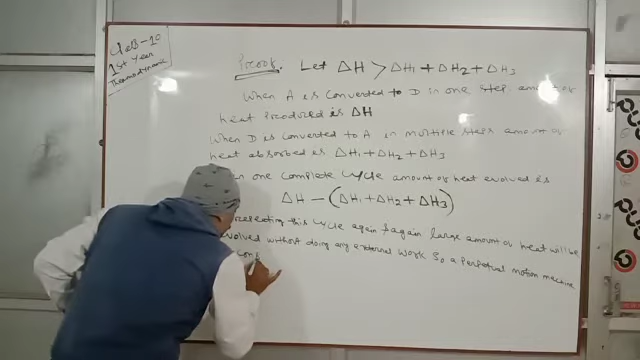 1st Year
Thermodynamic
Proof. Let ΔH > ΔH1 + ΔH2 + ΔH3
When A is converted to D in one step amount of
heat Produced is ΔH
When D is converted to A in multiple steps amount of
heat absorbed is ΔH1 + ΔH2 + ΔH3
In one complete cycle amount of heat evolved is
ΔH − (ΔH1 + ΔH2 + ΔH3)
this cycle again & again large amount of heat will be
evolved without doing any external work So a perpetual motion machine